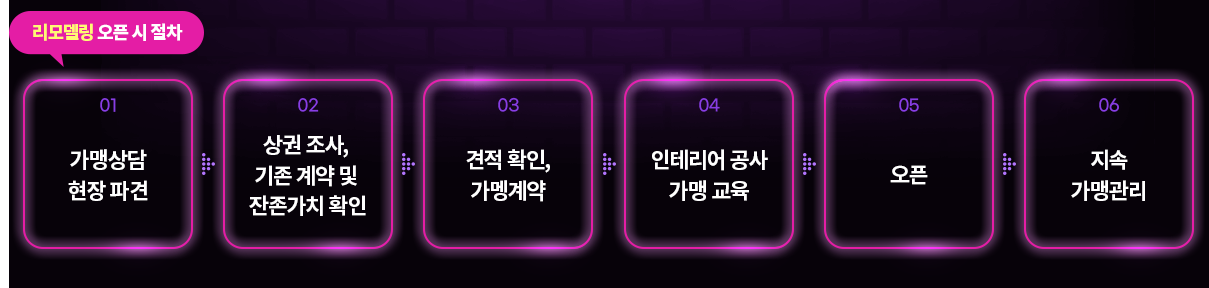 리모델링 오픈 시 절차
01
가맹상담
현장 파견
02
상권 조사,
기존 계약 및
잔존가치 확인
03
견적 확인,
가멩계약
04
인테리어 공사
가맹 교육
05
오픈
06
지속
가맹관리